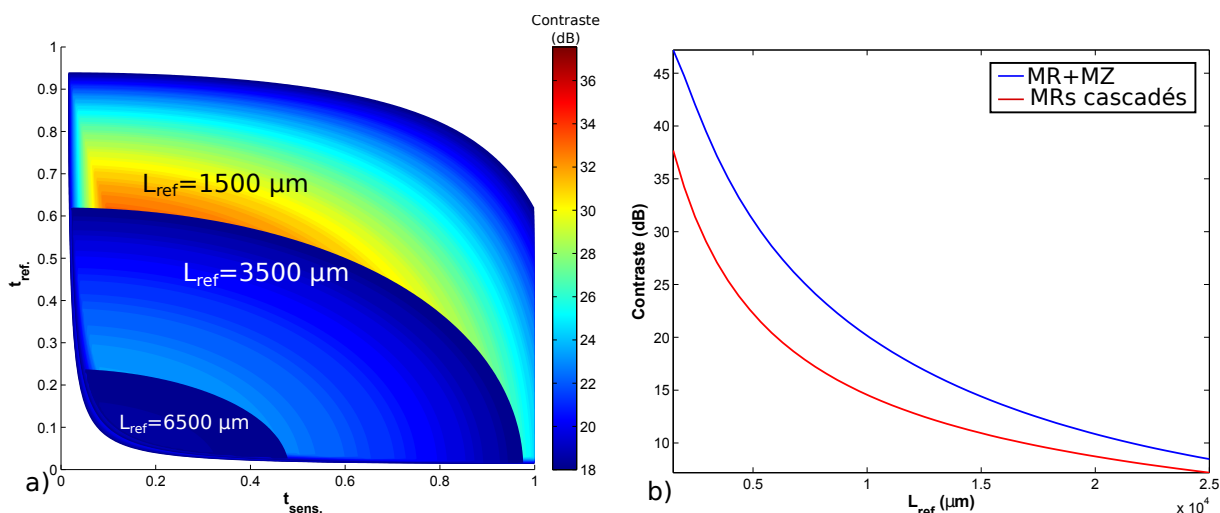 Contraste
(dB)
1
0.9
0.8
0.7
0.6
0.5
0.4
0.3
0.2
0.1
0
t_ref.
L_ref=1500 μm
L_ref=3500 μm
L_ref=6500 μm
0.2
0.4
0.6
0.8
1
t_sens.
a)
36
34
32
30
28
26
24
22
20
18
45
40
35
30
25
20
15
10
Contraste (dB)
MR+MZ
MRs cascadés
0.5
1
1.5
2
2.5
x 10⁴
L_ref (μm)
b)